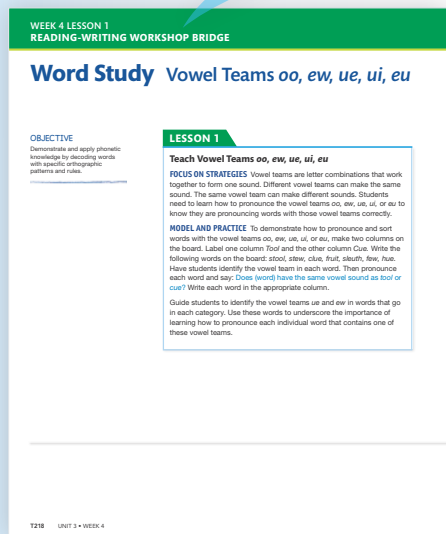 WEEK 4 LESSON 1
READING-WRITING WORKSHOP BRIDGE
Word Study Vowel Teams oo, ew, ue, ui, eu
OBJECTIVE
Demonstrate and apply phonetic
knowledge by decoding words
with specific orthographic
patterns and rules.
LESSON 1
Teach Vowel Teams oo, ew, ue, ui, eu
FOCUS ON STRATEGIES Vowel teams are letter combinations that work
together to form one sound. Different vowel teams can make the same
sound. The same vowel team can make different sounds. Students
need to learn how to pronounce the vowel teams oo, ew, ue, ui, or eu to
know they are pronouncing words with those vowel teams correctly.
MODEL AND PRACTICE To demonstrate how to pronounce and sort
words with the vowel teams oo, ew, ue, ui, or eu, make two columns on
the board. Label one column Tool and the other column Cue. Write the
following words on the board: stool, stew, clue, fruit, sleuth, few, hue.
Have students identify the vowel team in each word. Then pronounce
each word and say: Does (word) have the same vowel sound as tool or
cue? Write each word in the appropriate column.
Guide students to identify the vowel teams ue and ew in words that go
in each category. Use these words to underscore the importance of
learning how to pronounce each individual word that contains one of
these vowel teams.
T218 UNIT 3 • WEEK 4